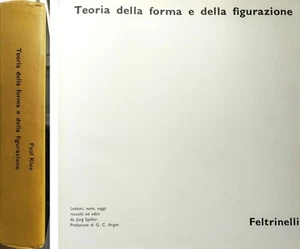 Paul Klee
Teoria della forma e della figurazione
Teoria della forma e della figurazione
Lezioni, note, saggi
raccolti ed editi
da Jürg Spiller
Prefazione di G. C. Argan
Feltrinelli